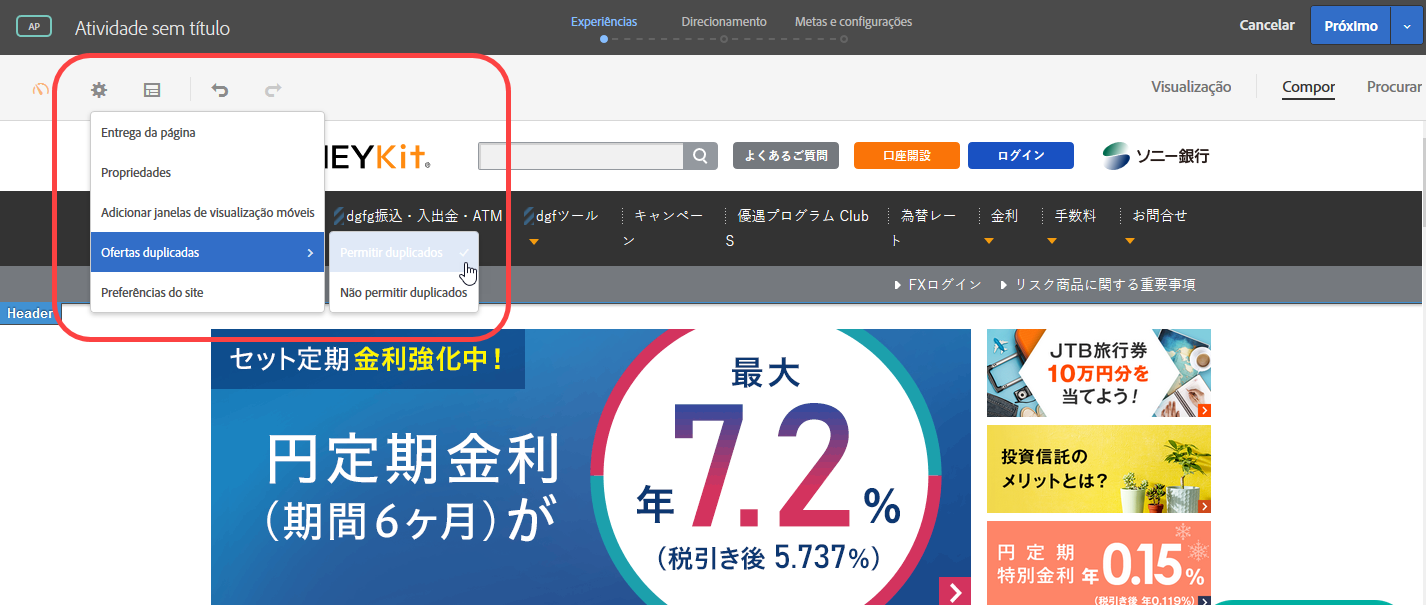 AP
Atividade sem título
Experiências
Direcionamento
Metas e configurações
Cancelar
Próximo
Visualização
Compor
Procurar
Entrega da página
Propriedades
Adicionar janelas de visualização móveis
Ofertas duplicadas
Preferências do site
Permitir duplicados
Não permitir duplicados
EYKit
よくあるご質問
口座開設
ログイン
ソニー銀行
dgfg振込・入出金・ATM
dgfツール
キャンペー
ン
優遇プログラム Club
S
為替レー
ト
金利
手数料
お問合せ
FXログイン
リスク商品に関する重要事項
Header
セット定期 金利強化中!
円定期金利
(期間6ヶ月)が
最大
年7.2%
(税引き後 5.737%)
JTB旅行券
10万円分を
当てよう!
投資信託の
メリットとは?
円定期
特別金利 年0.15%
(税引き後 年0.119%)